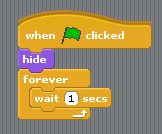 when clicked
hide
forever
wait 1 secs